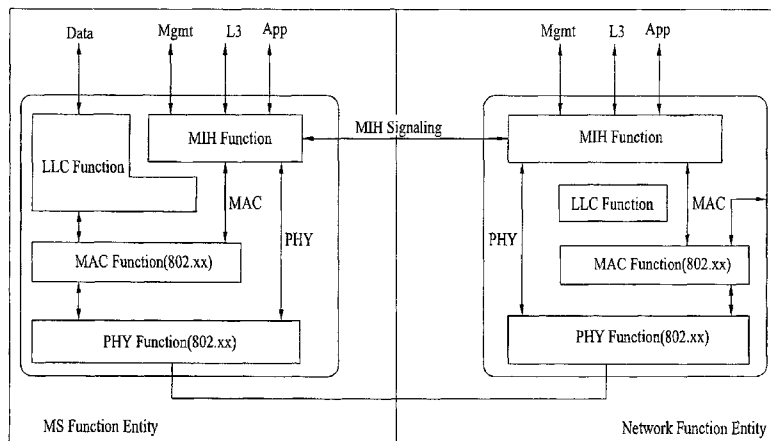 Data
Mgmt
L3
App
Mgmt
L3
App
MIH Function
MIH Signaling
MIH Function
LLC Function
MAC
LLC Function
MAC
PHY
PHY
MAC Function(802.xx)
MAC Function(802.xx)
PHY Function(802.xx)
PHY Function(802.xx)
MS Function Entity
Network Function Entity